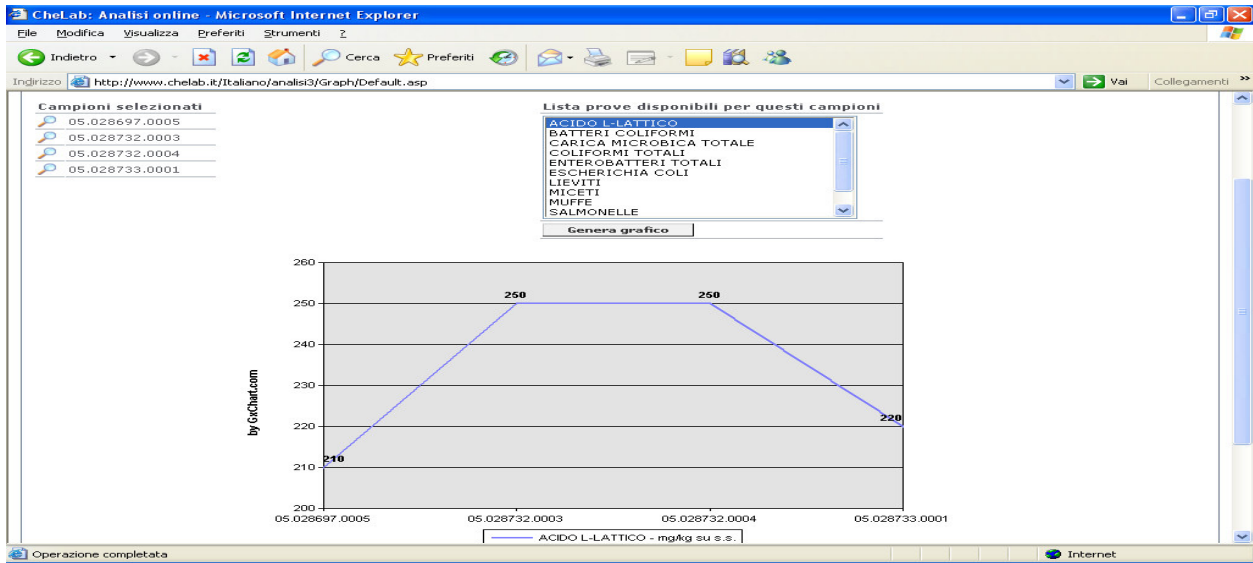 CheLab: Analisi online - Microsoft Internet Explorer
File Modifica Visualizza Preferiti Strumenti ?
Indietro Cerca Preferiti
Indirizzo http://www.chelab.it/Italiano/analisi3/Graph/Default.asp Vai Collegamenti »
Campioni selezionati
05.028697.0005
05.028732.0003
05.028732.0004
05.028733.0001
Lista prove disponibili per questi campioni
ACIDO L-LATTICO
BATTERI COLIFORMI
CARICA MICROBICA TOTALE
COLIFORMI TOTALI
ENTEROBATTERI TOTALI
ESCHERICHIA COLI
LIEVITI
MICETI
MUFFE
SALMONELLE
Genera grafico
by GxChart.com
260
250
240
230
220
210
200
210
250
250
220
05.028697.0005 05.028732.0003 05.028732.0004 05.028733.0001
ACIDO L-LATTICO - mg/kg su s.s.
Operazione completata Internet